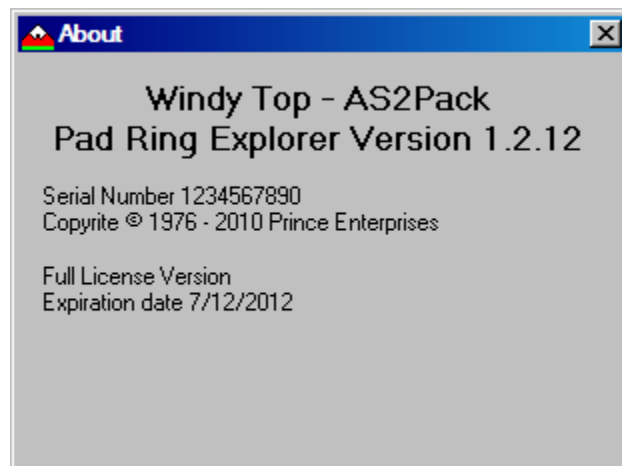 About
Windy Top - AS2Pack
Pad Ring Explorer Version 1.2.12
Serial Number 1234567890
Copyrite © 1976 - 2010 Prince Enterprises
Full License Version
Expiration date 7/12/2012